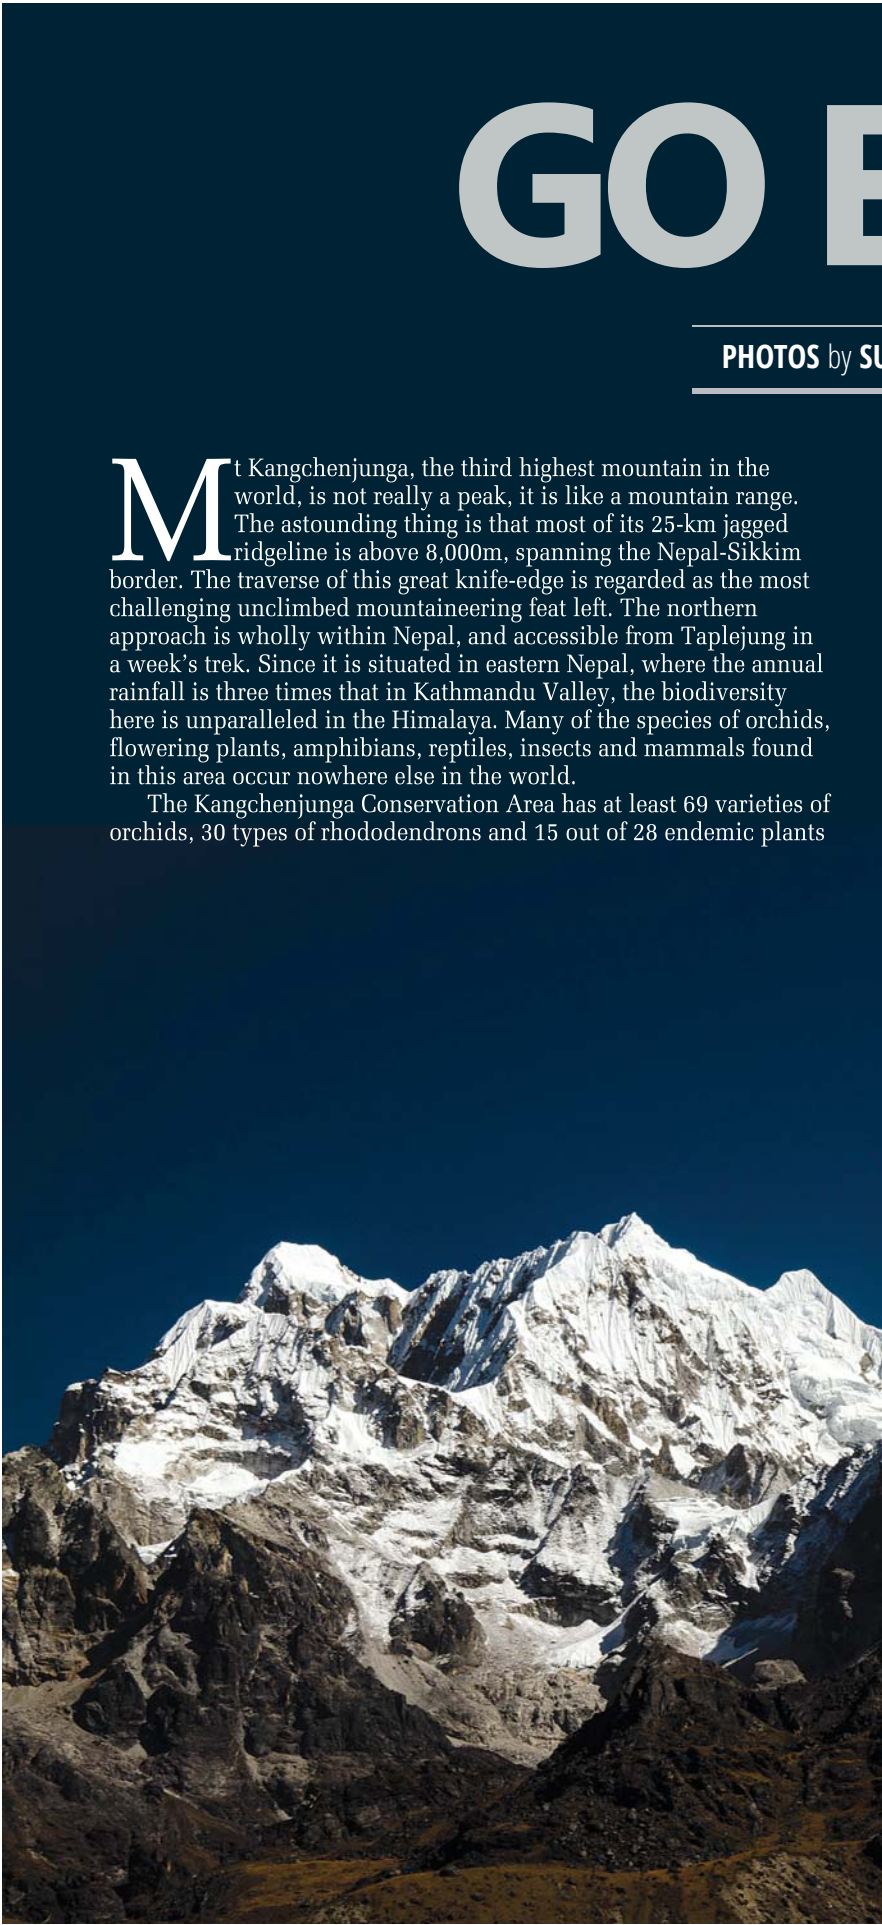 GO
PHOTOS by
Mt Kangchenjunga, the third highest mountain in the
world, is not really a peak, it is like a mountain range.
The astounding thing is that most of its 25-km jagged
ridgeline is above 8,000m, spanning the Nepal-Sikkim
border. The traverse of this great knife-edge is regarded as the most
challenging unclimbed mountaineering feat left. The northern
approach is wholly within Nepal, and accessible from Taplejung in
a week’s trek. Since it is situated in eastern Nepal, where the annual
rainfall is three times that in Kathmandu Valley, the biodiversity
here is unparalleled in the Himalaya. Many of the species of orchids,
flowering plants, amphibians, reptiles, insects and mammals found
in this area occur nowhere else in the world.
The Kangchenjunga Conservation Area has at least 69 varieties of
orchids, 30 types of rhododendrons and 15 out of 28 endemic plants